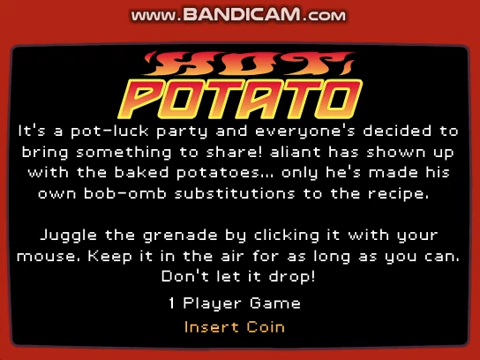 www.BANDICAM.com
HOT
POTATO
It's a pot-luck party and everyone's decided to
bring something to share! aliant has shown up
with the baked potatoes... only he's made his
own bob-omb substitutions to the recipe.
Juggle the grenade by clicking it with your
mouse. Keep it in the air for as long as you can.
Don't let it drop!
1 Player Game
Insert Coin